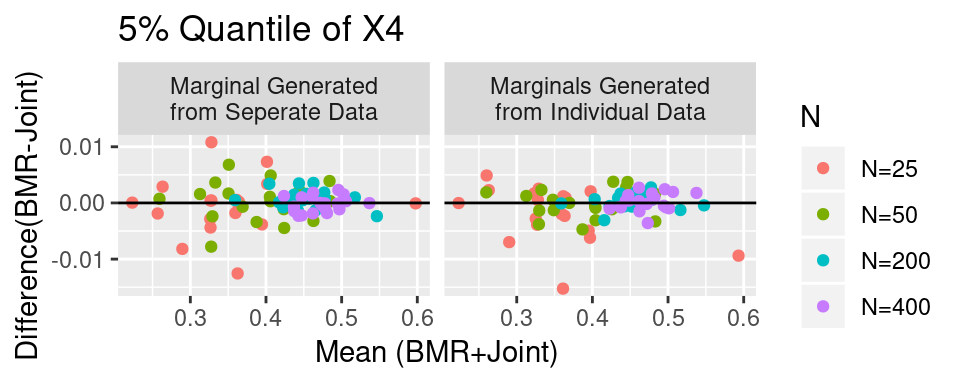 5% Quantile of X4
Marginal Generated
from Seperate Data
Marginals Generated
from Individual Data
Difference(BMR-Joint)
0.01
0.00
-0.01
0.3 0.4 0.5 0.6
0.3 0.4 0.5 0.6
Mean (BMR+Joint)
N
N=25
N=50
N=200
N=400